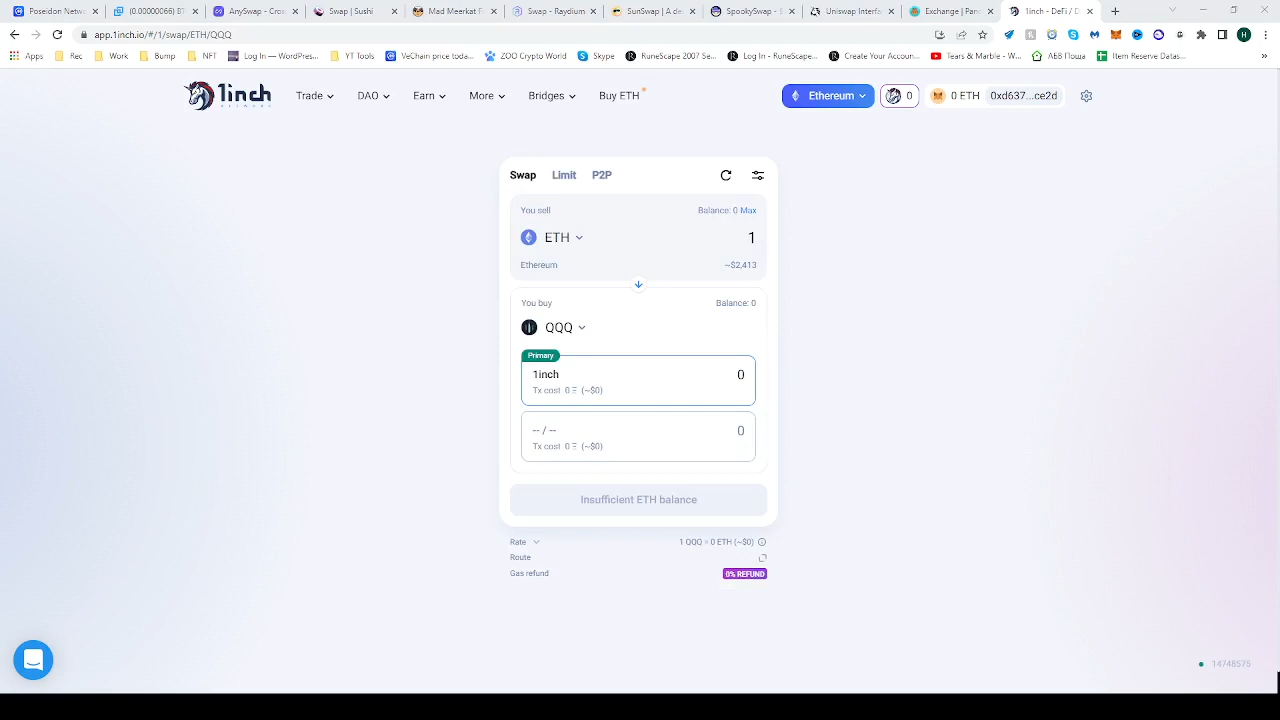 Poseidon Netwo
(0.00000066) BT
AnySwap - Cros
Swap | Sushi
Mad Meerkat F
Swap - Raydium
SunSwap | A de
SpookySwap - S
Uniswap Interfa
Exchange | Pan
1inch - DeFi / D
app.1inch.io/#/1/swap/ETH/QQQ
H
Apps
Rec
Work
Bump
NFT
Log In — WordPres...
YT Tools
VeChain price toda...
ZOO Crypto World
Skype
RuneScape 2007 Se...
Log In - RuneScape...
Create Your Accoun...
Tears & Marble - W...
Item Reserve Datas...
1inch
NETWORK
Trade
DAO
Earn
More
Bridges
Buy ETH
Ethereum
0
0 ETH
0xd637...ce2d
Swap
Limit
P2P
You sell
Balance: 0 Max
ETH
1
Ethereum
~$2,413
You buy
Balance: 0
QQQ
Primary
1inch
0
Tx cost 0 Ξ (~$0)
-- / --
0
Tx cost 0 Ξ (~$0)
Insufficient ETH balance
Rate
1 QQQ = 0 ETH (~$0)
Route
Gas refund
0% REFUND
14748575